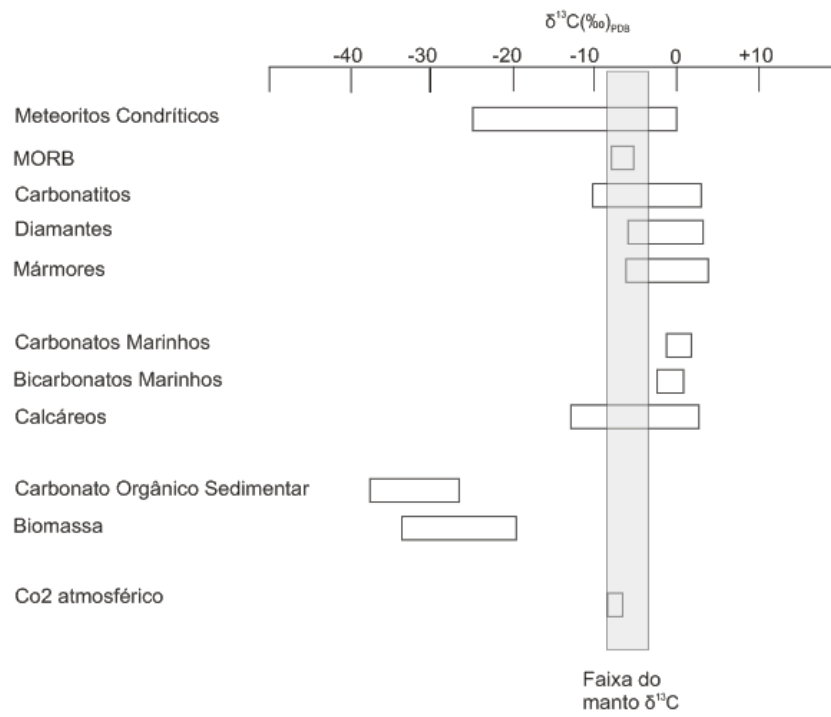 δ¹³C(‰)PDB
-40 -30 -20 -10 0 +10
Meteoritos Condríticos
MORB
Carbonatitos
Diamantes
Mármores
Carbonatos Marinhos
Bicarbonatos Marinhos
Calcáreos
Carbonato Orgânico Sedimentar
Biomassa
Co2 atmosférico
Faixa do
manto δ¹³C